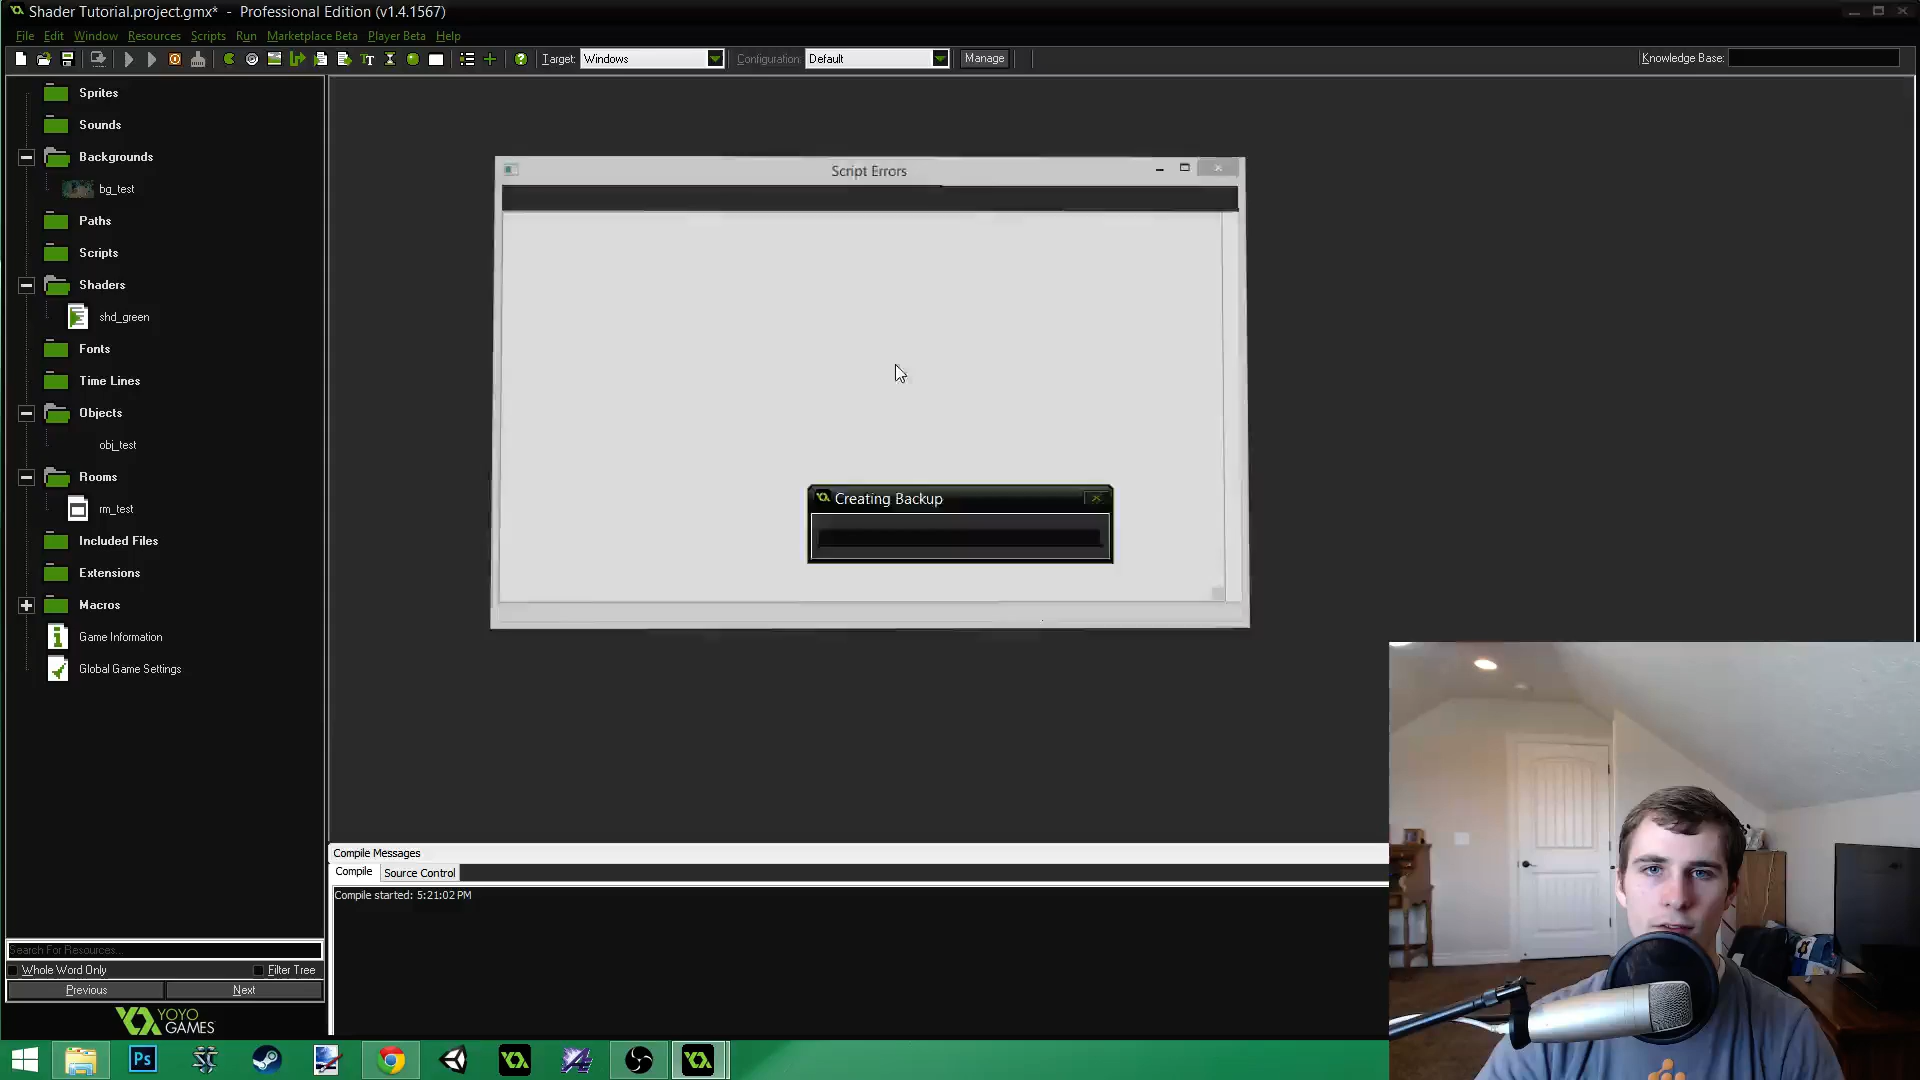 Shader Tutorial.project.gmx* - Professional Edition (v1.4.1567)
File Edit Window Resources Scripts Run Marketplace Beta Player Beta Help
Target: Windows Configuration: Default Manage Knowledge Base:
Sprites
Sounds
Backgrounds
bg_test
Paths
Scripts
Shaders
shd_green
Fonts
Time Lines
Objects
obj_test
Rooms
rm_test
Included Files
Extensions
Macros
Game Information
Global Game Settings
Script Errors
Creating Backup
Compile Messages
Compile Source Control
Compile started: 5:21:02 PM
Search For Resources...
Whole Word Only Filter Tree
Previous Next
YOYO
GAMES
Ps